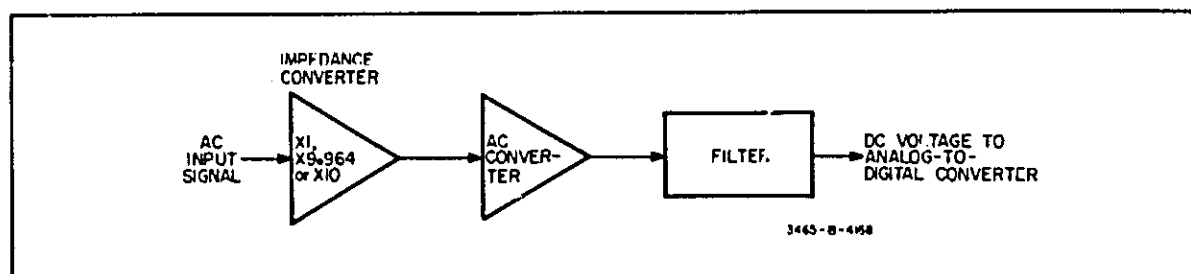 IMPEDANCE
CONVERTER
AC
INPUT
SIGNAL
X1,
X9.964
or X10
AC
CONVER-
TER
FILTER
DC VOLTAGE TO
ANALOG-TO-
DIGITAL CONVERTER
3465-B-4168